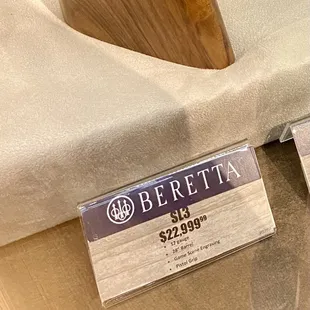 BERETTA
SL3
$22,999.99
• 12 gauge
• 28" Barrel
• Game Scene Engraving
• Pistol Grip